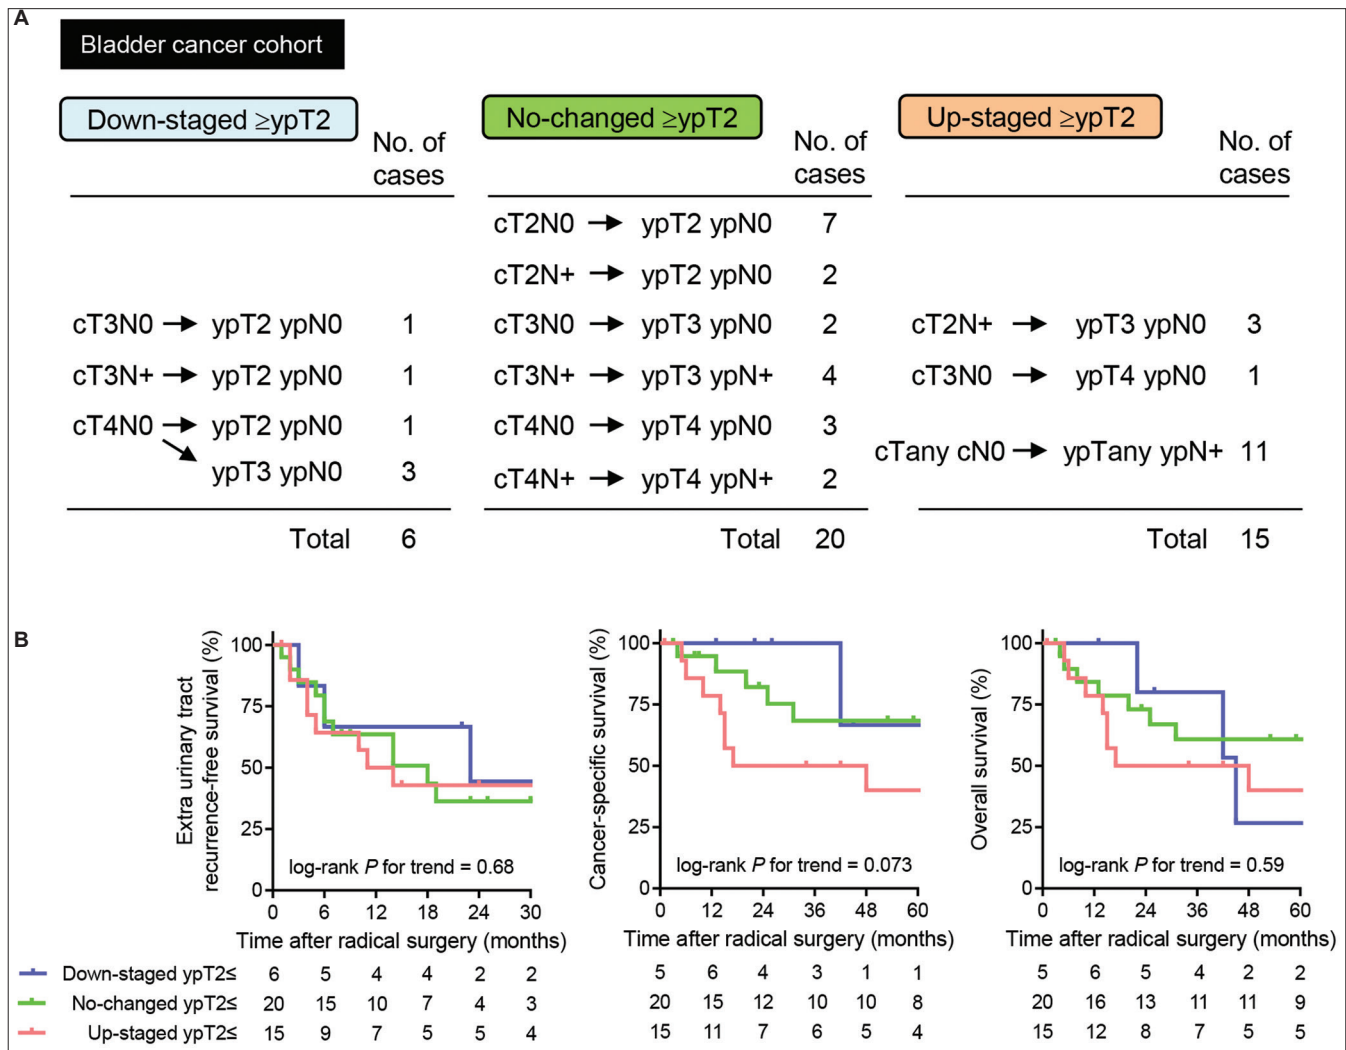 A
Bladder cancer cohort
Down-staged ≥ypT2
No. of
cases
cT3N0 → ypT2 ypN0 1
cT3N+ → ypT2 ypN0 1
cT4N0 → ypT2 ypN0 1
ypT3 ypN0 3
Total 6
No-changed ≥ypT2
No. of
cases
cT2N0 → ypT2 ypN0 7
cT2N+ → ypT2 ypN0 2
cT3N0 → ypT3 ypN0 2
cT3N+ → ypT3 ypN+ 4
cT4N0 → ypT4 ypN0 3
cT4N+ → ypT4 ypN+ 2
Total 20
Up-staged ≥ypT2
No. of
cases
cT2N+ → ypT3 ypN0 3
cT3N0 → ypT4 ypN0 1
cTany cN0 → ypTany ypN+ 11
Total 15
B
Extra urinary tract
recurrence-free survival (%)
100
75
50
25
0
log-rank P for trend = 0.68
0 6 12 18 24 30
Time after radical surgery (months)
Cancer-specific survival (%)
100
75
50
25
0
log-rank P for trend = 0.073
0 12 24 36 48 60
Time after radical surgery (months)
Overall survival (%)
100
75
50
25
0
log-rank P for trend = 0.59
0 12 24 36 48 60
Time after radical surgery (months)
Down-staged ypT2≤ 6 5 4 4 2 2 5 6 4 3 1 1 5 6 5 4 2 2
No-changed ypT2≤ 20 15 10 7 4 3 20 15 12 10 10 8 20 16 13 11 11 9
Up-staged ypT2≤ 15 9 7 5 5 4 15 11 7 6 5 4 15 12 8 7 5 5